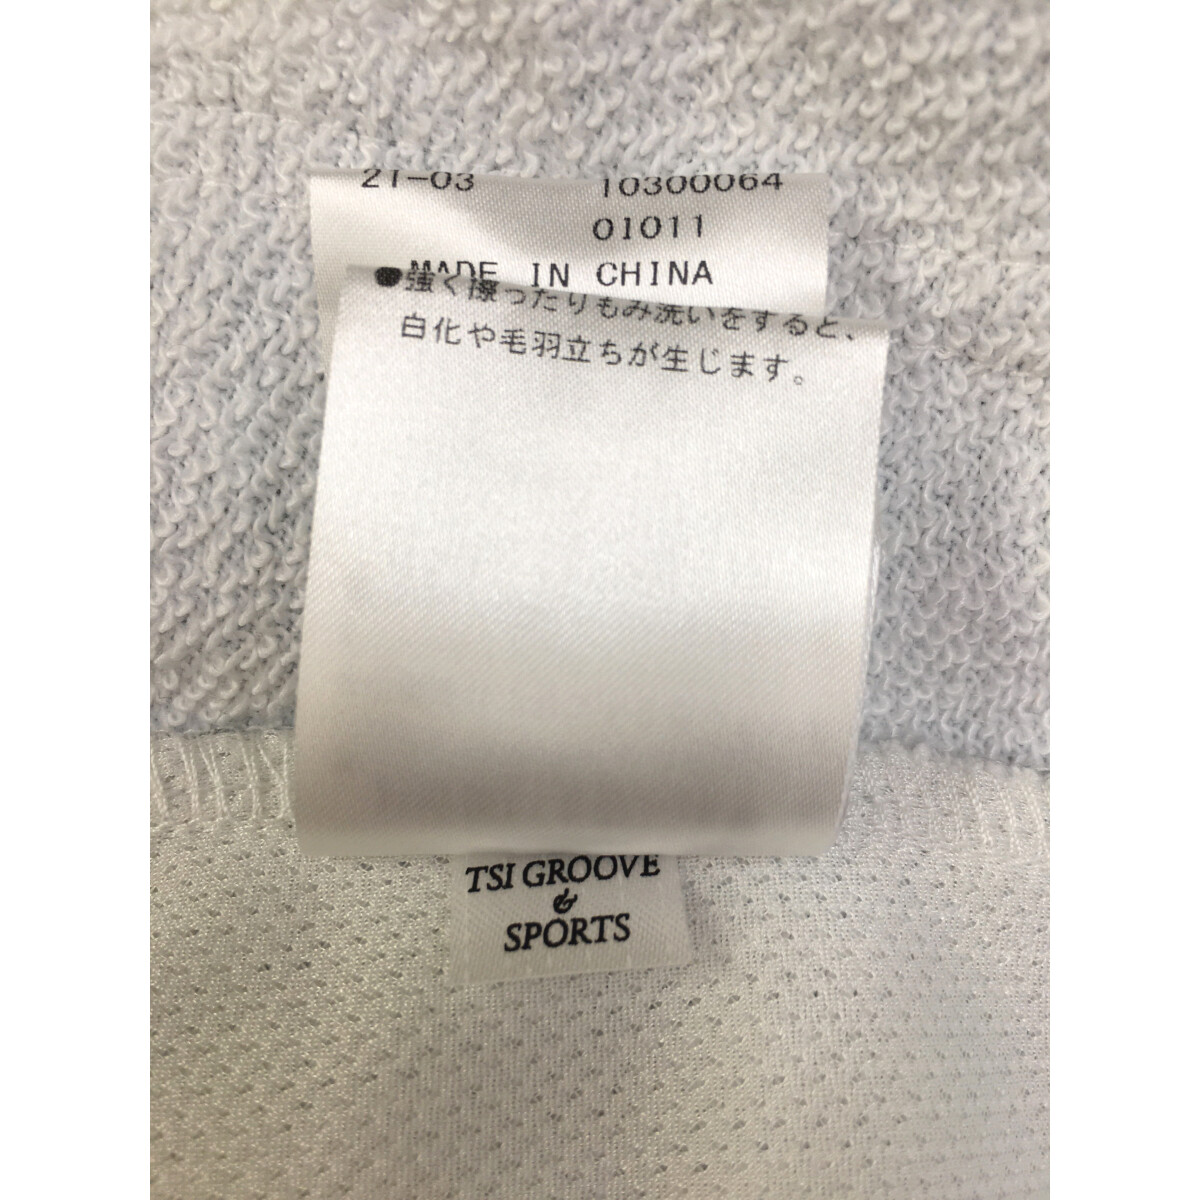 21-03 10300064
01011
MADE IN CHINA
●強く擦ったりもみ洗いをすると、
白化や毛羽立ちが生じます。
TSI GROOVE
&
SPORTS